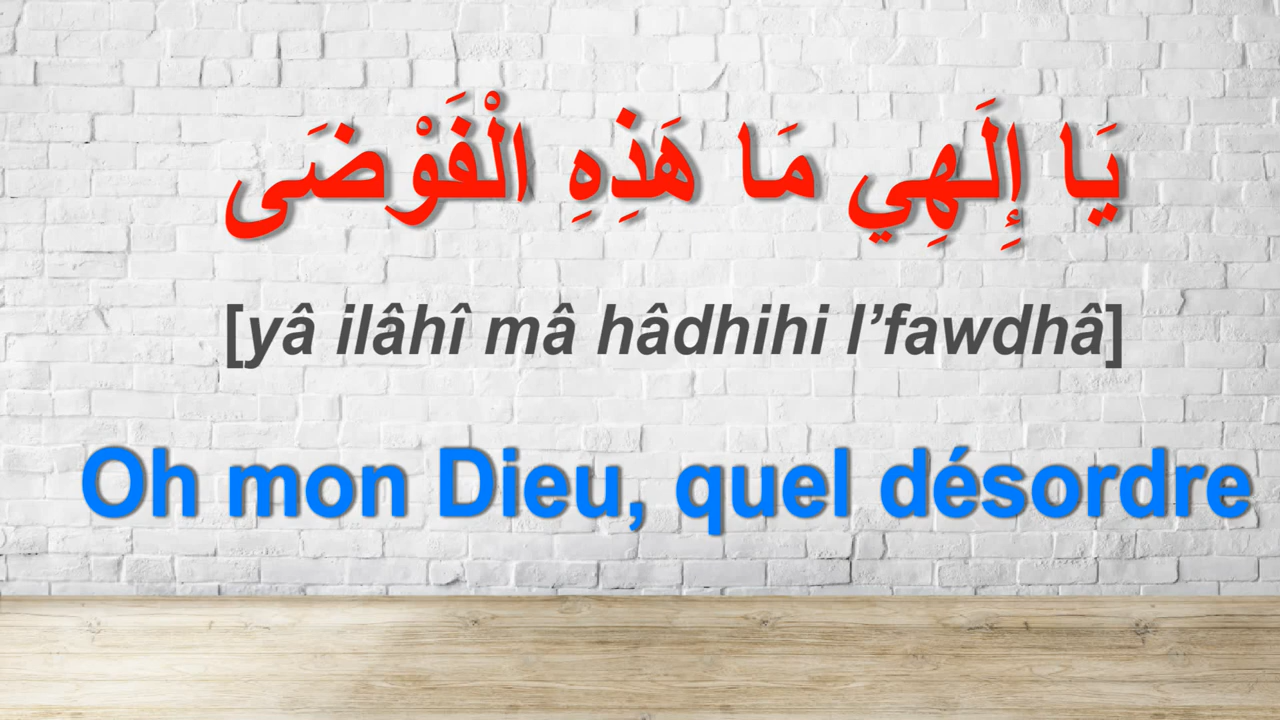 يَا إِلَهِي مَا هَذِهِ الْفَوْضَى
[yâ ilâhî mâ hâdhihi l’fawdhâ]
Oh mon Dieu, quel désordre